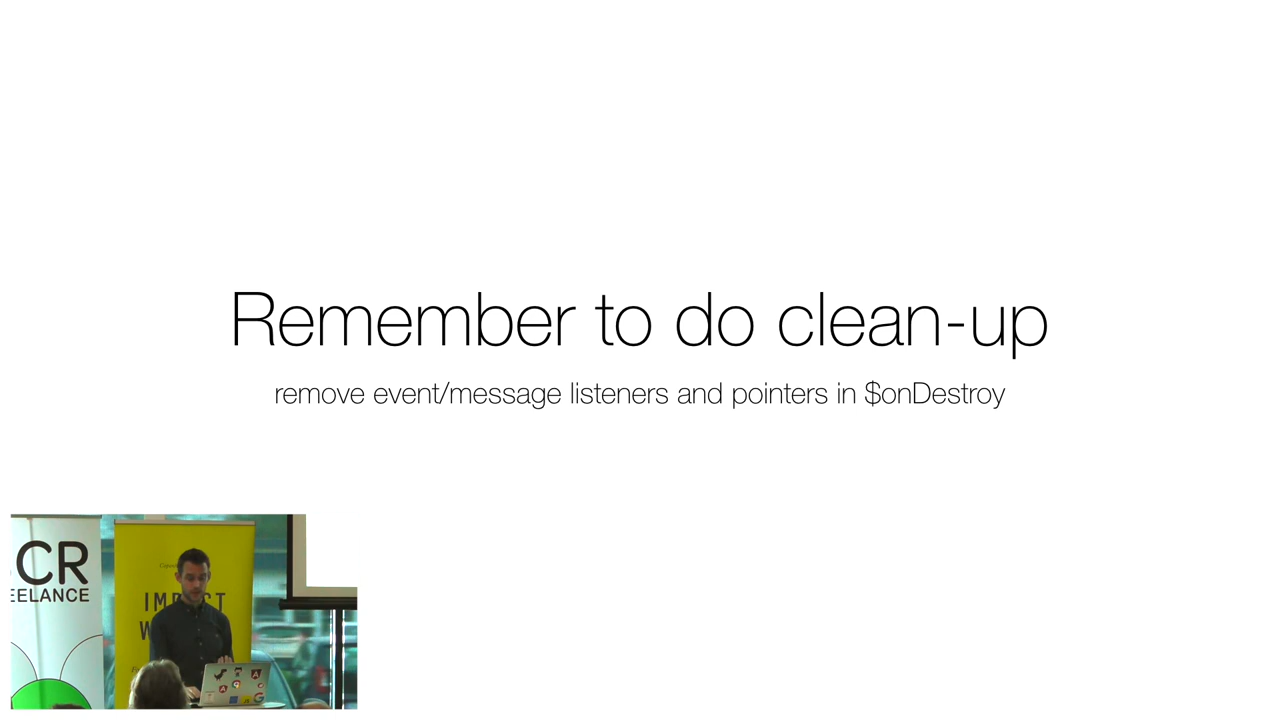 Remember to do clean-up
remove event/message listeners and pointers in $onDestroy
CR
EELANCE